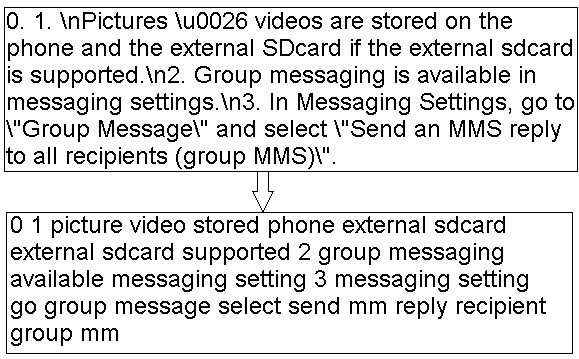 0. 1. \nPictures \u0026 videos are stored on the
phone and the external SDcard if the external sdcard
is supported.\n2. Group messaging is available in
messaging settings.\n3. In Messaging Settings, go to
\"Group Message\" and select \"Send an MMS reply
to all recipients (group MMS)\".
0 1 picture video stored phone external sdcard
external sdcard supported 2 group messaging
available messaging setting 3 messaging setting
go group message select send mm reply recipient
group mm